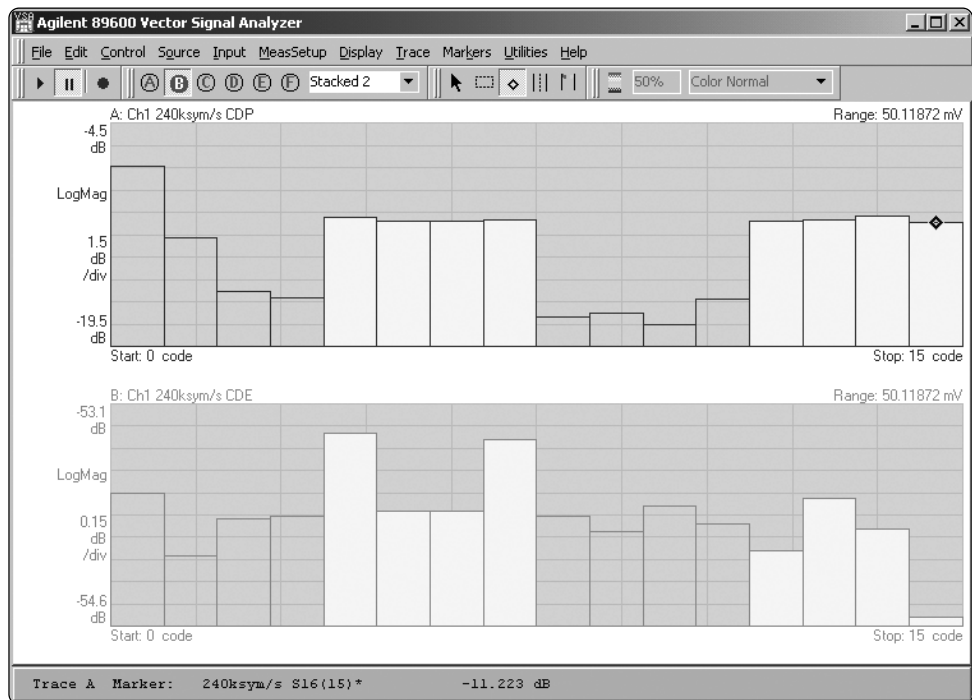 Agilent 89600 Vector Signal Analyzer
File Edit Control Source Input MeasSetup Display Trace Markers Utilities Help
A B C D E F Stacked 2 50% Color Normal
A: Ch1 240ksym/s CDP Range: 50.11872 mV
-4.5
dB
LogMag
1.5
dB
/div
-19.5
dB
Start: 0 code Stop: 15 code
B: Ch1 240ksym/s CDE Range: 50.11872 mV
-53.1
dB
LogMag
0.15
dB
/div
-54.6
dB
Start: 0 code Stop: 15 code
Trace A Marker: 240ksym/s S16(15)* -11.223 dB